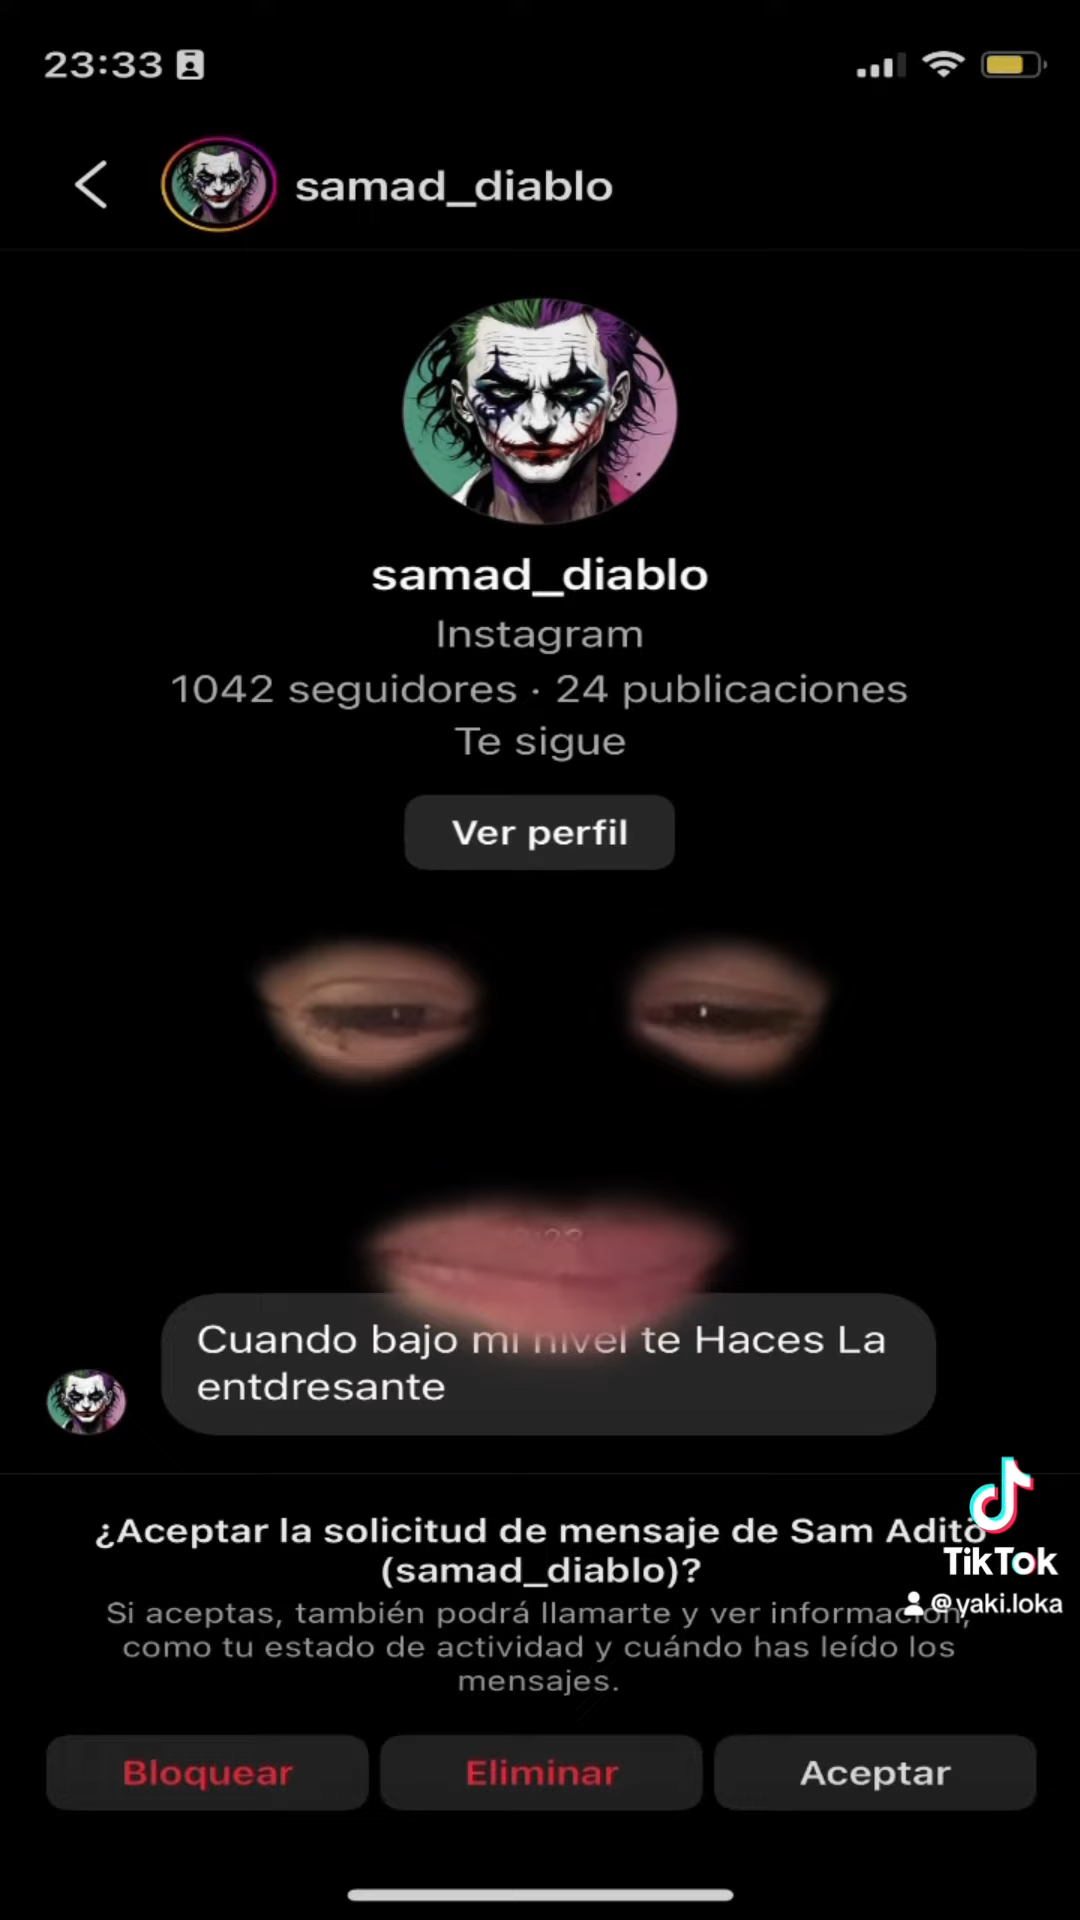 23:33
samad_diablo
samad_diablo
Instagram
1042 seguidores · 24 publicaciones
Te sigue
Ver perfil
Cuando bajo mi nivel te Haces La
entdresante
¿Aceptar la solicitud de mensaje de Sam Adito
(samad_diablo)?
Si aceptas, también podrá llamarte y ver información,
como tu estado de actividad y cuándo has leído los
mensajes.
TikTok
@yaki.loka
Bloquear
Eliminar
Aceptar